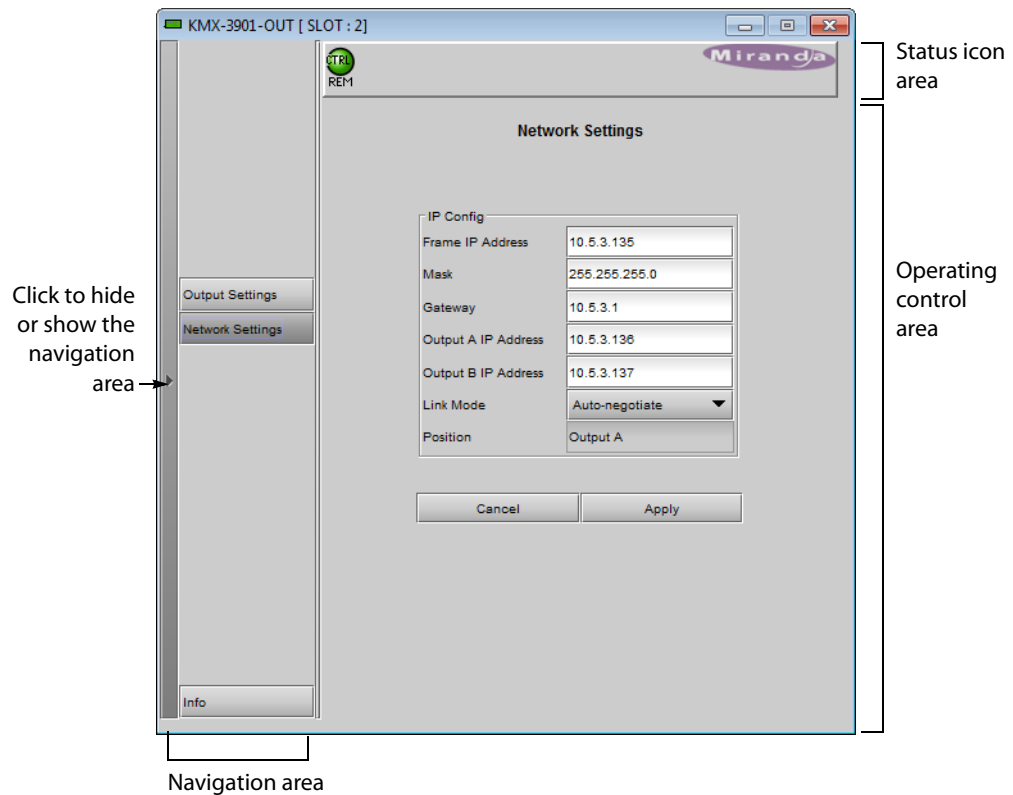 KMX-3901-OUT [ SLOT : 2]
CTRL
REM
Miranda
Status icon
area
Network Settings
IP Config
Frame IP Address 10.5.3.135
Mask 255.255.255.0
Gateway 10.5.3.1
Output A IP Address 10.5.3.136
Output B IP Address 10.5.3.137
Link Mode Auto-negotiate
Position Output A
Cancel Apply
Output Settings
Network Settings
Info
Click to hide
or show the
navigation
area
Operating
control
area
Navigation area